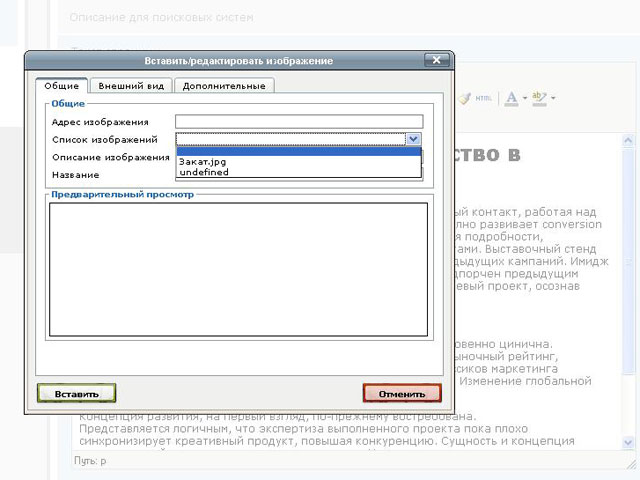 Описание для поисковых систем
Вставить/редактировать изображение
Общие
Внешний вид
Дополнительные
HTML
Общие
Адрес изображения
Список изображений
Закат.jpg
undefined
Описание изображения
Название
Предварительный просмотр
Вставить
Отменить
ство в
ый контакт, работая над
лно развивает conversion
я подробности,
тами. Выставочный стенд
дыдущих кампаний. Имидж
дпорчен предыдущим
евый проект, осознав
овенно цинична.
ыночный рейтинг,
сиков маркетинга
Изменение глобальной
концепция развития, на первый взгляд, по-прежнему востребована.
Представляется логичным, что экспертиза выполненного проекта пока плохо
синхронизирует креативный продукт, повышая конкуренцию. Сущность и концепция
Путь: p